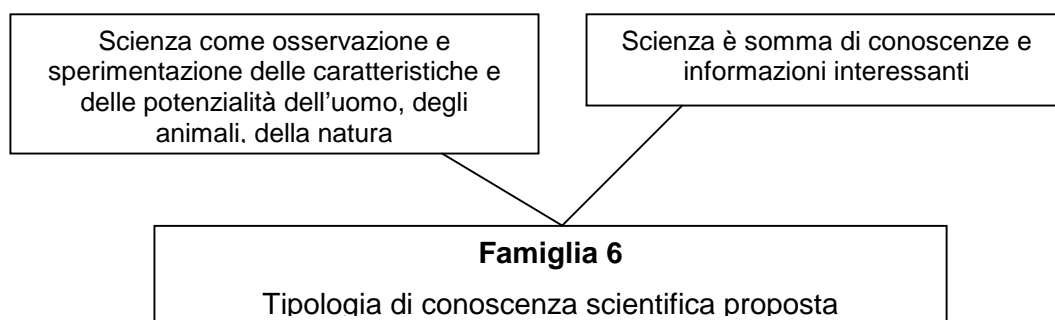 Scienza come osservazione e
sperimentazione delle caratteristiche e
delle potenzialità dell'uomo, degli
animali, della natura
Scienza è somma di conoscenze e
informazioni interessanti
Famiglia 6
Tipologia di conoscenza scientifica proposta